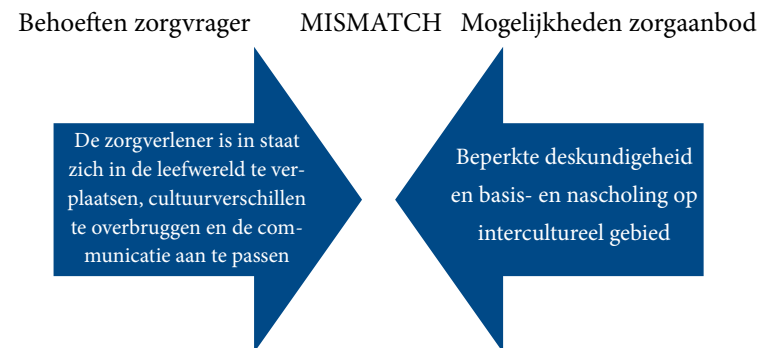 Behoeften zorgvrager MISMATCH Mogelijkheden zorgaanbod
De zorgverlener is in staat
zich in de leefwereld te ver-
plaatsen, cultuurverschillen
te overbruggen en de com-
municatie aan te passen
Beperkte deskundigeheid
en basis- en nascholing op
intercultureel gebied